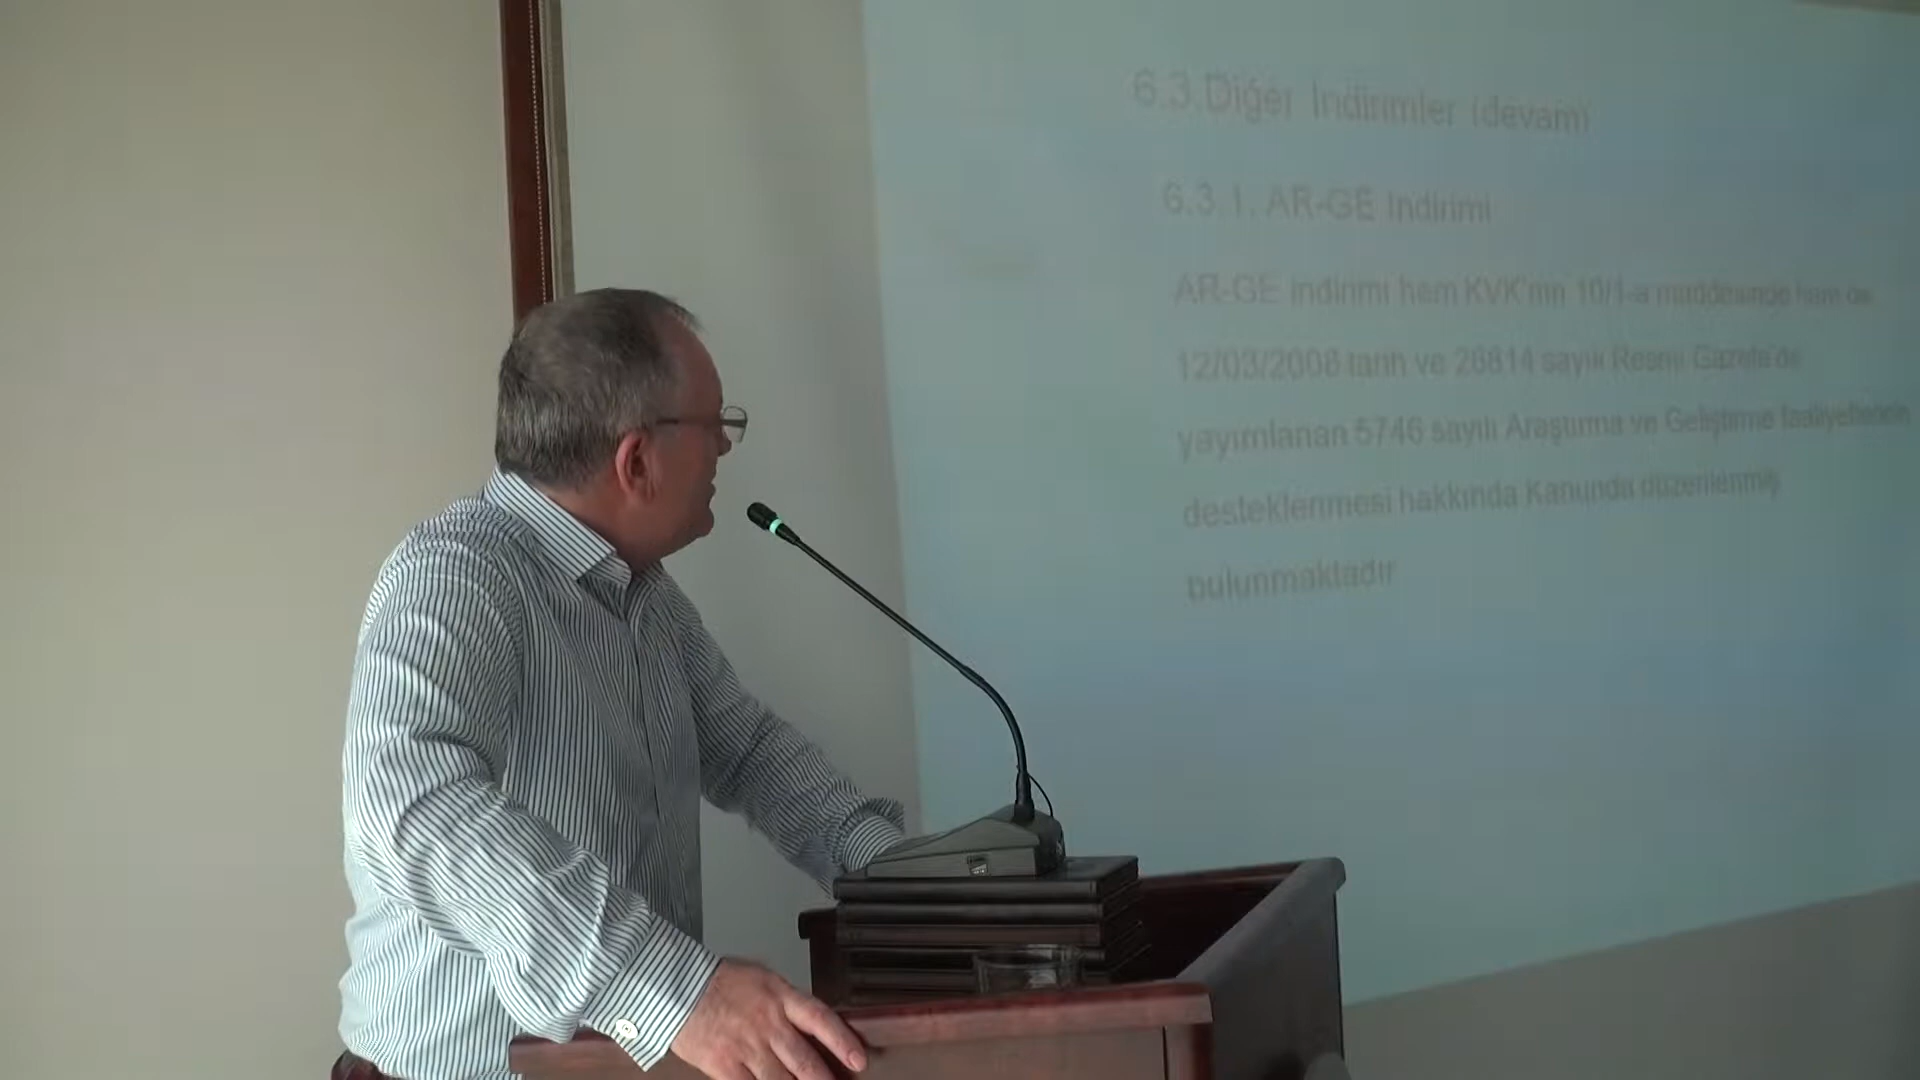 6.3.Diğer İndirimler (devam)
6.3.1. AR-GE İndirimi
AR-GE indirimi hem KVK'nın 10/1-a maddesinde hem de
12/03/2008 tarih ve 26814 sayılı Resmi Gazete'de
yayımlanan 5746 sayılı Araştırma ve Geliştirme faaliyetlerinin
desteklenmesi hakkında Kanunda düzenlenmiş
bulunmaktadır